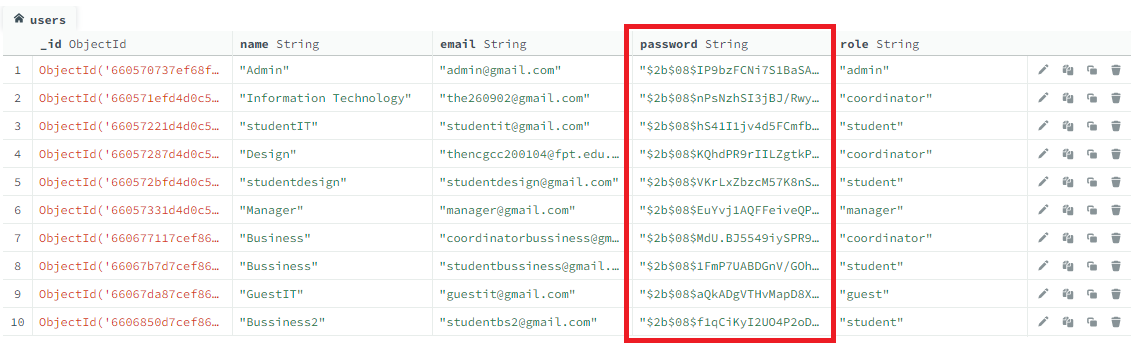 users
_id ObjectId name String email String password String role String
1 ObjectId('660570737ef68f… "Admin" "admin@gmail.com" "$2b$08$IP9bzFCNi7S1BaSA… "admin"
2 ObjectId('660571efd4d0c5… "Information Technology" "the260902@gmail.com" "$2b$08$nPsNzhSI3jBJ/Rwy… "coordinator"
3 ObjectId('66057221d4d0c5… "studentIT" "studentit@gmail.com" "$2b$08$hS41I1jv4d5FCmfb… "student"
4 ObjectId('66057287d4d0c5… "Design" "thencgcc200104@fpt.edu.… "$2b$08$KQhdPR9rIILZgtkP… "coordinator"
5 ObjectId('660572bfd4d0c5… "studentdesign" "studentdesign@gmail.com" "$2b$08$VKrLxZbzcM57K8nS… "student"
6 ObjectId('66057331d4d0c5… "Manager" "manager@gmail.com" "$2b$08$EuYvj1AQFFeiveQP… "manager"
7 ObjectId('660677117cef86… "Business" "coordinatorbussiness@gm… "$2b$08$MdU.BJ5549iySPR9… "coordinator"
8 ObjectId('66067b7d7cef86… "Bussiness" "studentbussiness@gmail.… "$2b$08$1FmP7UABDGnV/GOh… "student"
9 ObjectId('66067da87cef86… "GuestIT" "guestit@gmail.com" "$2b$08$aQkADgVTHvMapD8X… "guest"
10 ObjectId('6606850d7cef86… "Bussiness2" "studentbs2@gmail.com" "$2b$08$f1qCiKyI2UO4P2oD… "student"